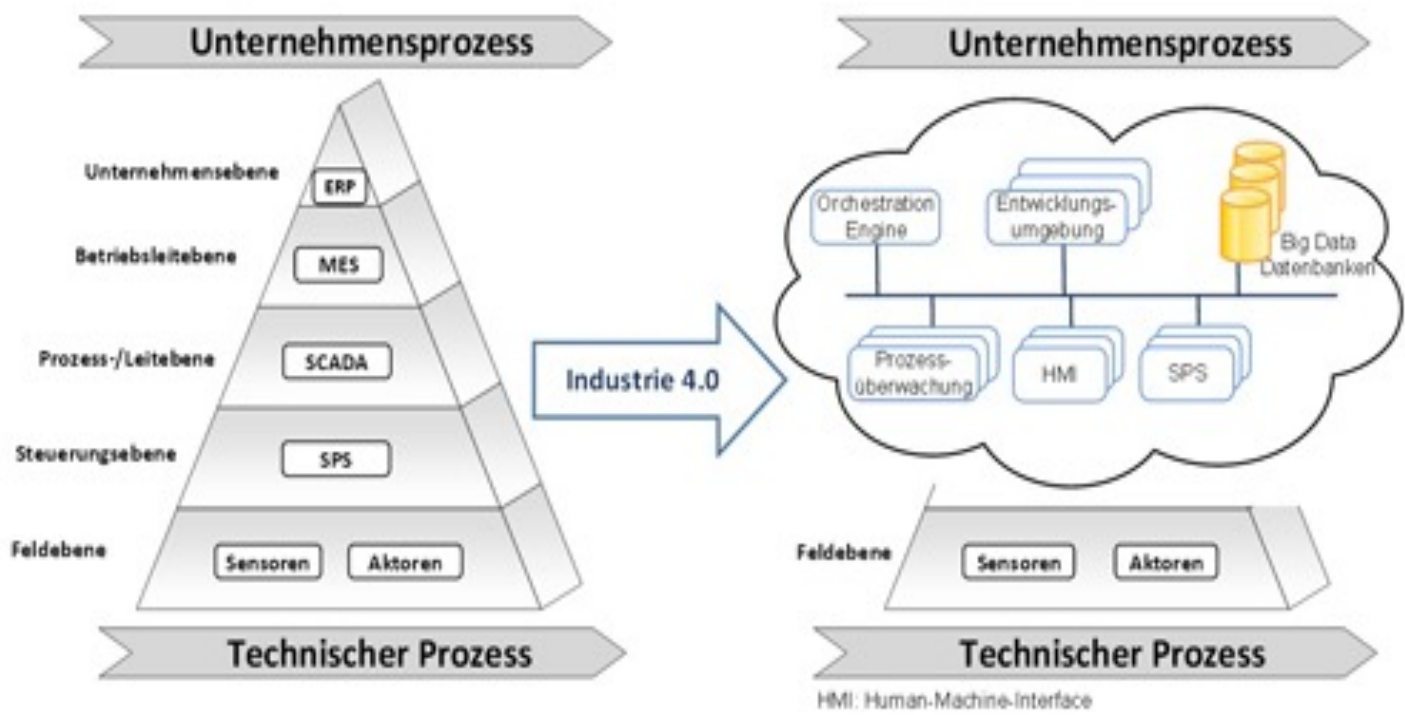 Unternehmensprozess
Unternehmensebene
ERP
Betriebsleitebene
MES
Prozess-/Leitebene
SCADA
Steuerungsebene
SPS
Feldebene
Sensoren
Aktoren
Technischer Prozess
Industrie 4.0
Unternehmensprozess
Orchestration
Engine
Entwicklungs-
umgebung
Big Data
Datenbanken
Prozess-
überwachung
HMI
SPS
Feldebene
Sensoren
Aktoren
Technischer Prozess
HMI: Human-Machine-Interface